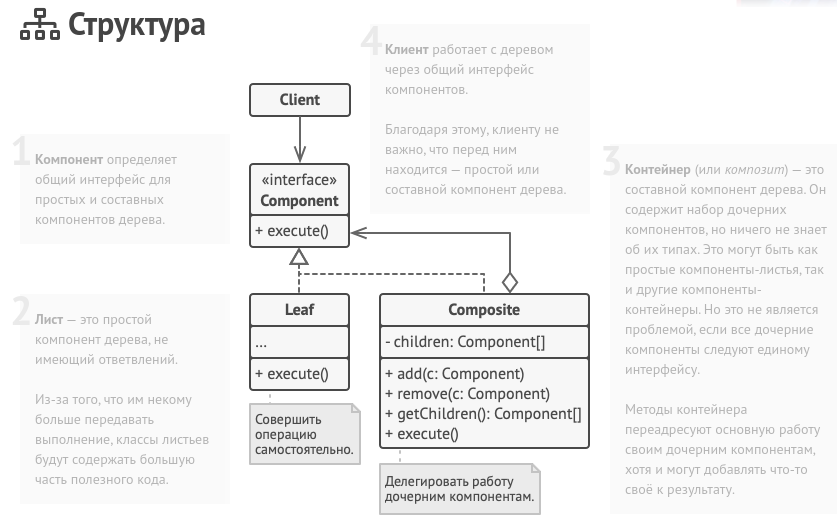 Структура
1
Компонент определяет
общий интерфейс для
простых и составных
компонентов дерева.
2
Лист — это простой
компонент дерева, не
имеющий ответвлений.
Из-за того, что им некому
больше передавать
выполнение, классы листьев
будут содержать большую
часть полезного кода.
Client
«interface»
Component
+ execute()
Leaf
...
+ execute()
Совершить
операцию
самостоятельно.
Composite
- children: Component[]
+ add(c: Component)
+ remove(c: Component)
+ getChildren(): Component[]
+ execute()
Делегировать работу
дочерним компонентам.
4
Клиент работает с деревом
через общий интерфейс
компонентов.
Благодаря этому, клиенту не
важно, что перед ним
находится — простой или
составной компонент дерева.
3
Контейнер (или композит) — это
составной компонент дерева. Он
содержит набор дочерних
компонентов, но ничего не знает
об их типах. Это могут быть как
простые компоненты-листья, так
и другие компоненты-
контейнеры. Но это не является
проблемой, если все дочерние
компоненты следуют единому
интерфейсу.
Методы контейнера
переадресуют основную работу
своим дочерним компонентам,
хотя и могут добавлять что-то
своё к результату.